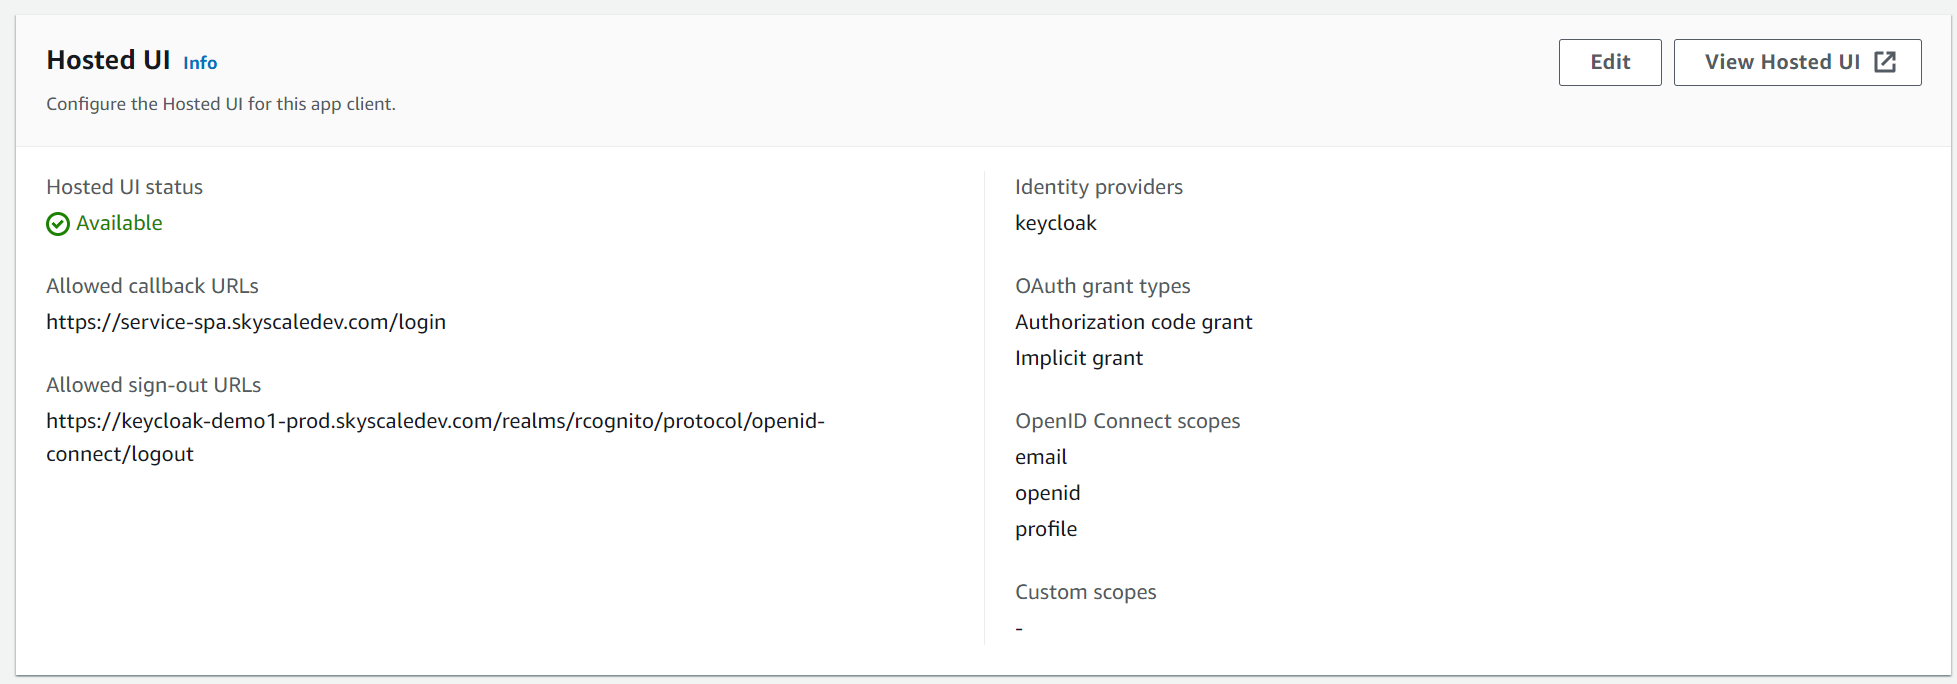 Hosted UI Info
Configure the Hosted UI for this app client.
Edit
View Hosted UI
Hosted UI status
Available
Allowed callback URLs
https://service-spa.skyscaledev.com/login
Allowed sign-out URLs
https://keycloak-demo1-prod.skyscaledev.com/realms/rcognito/protocol/openid-
connect/logout
Identity providers
keycloak
OAuth grant types
Authorization code grant
Implicit grant
OpenID Connect scopes
email
openid
profile
Custom scopes
-